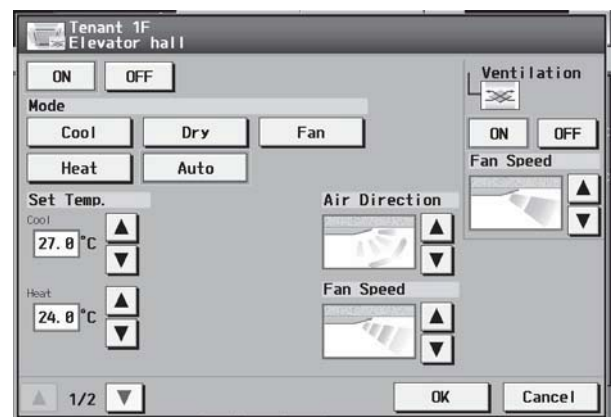 Tenant 1F
Elevator hall
ON OFF
Mode
Cool Dry Fan
Heat Auto
Set Temp.
Cool
27.0 °C
Heat
24.0 °C
Air Direction
Fan Speed
Ventilation
ON OFF
Fan Speed
1/2
OK Cancel